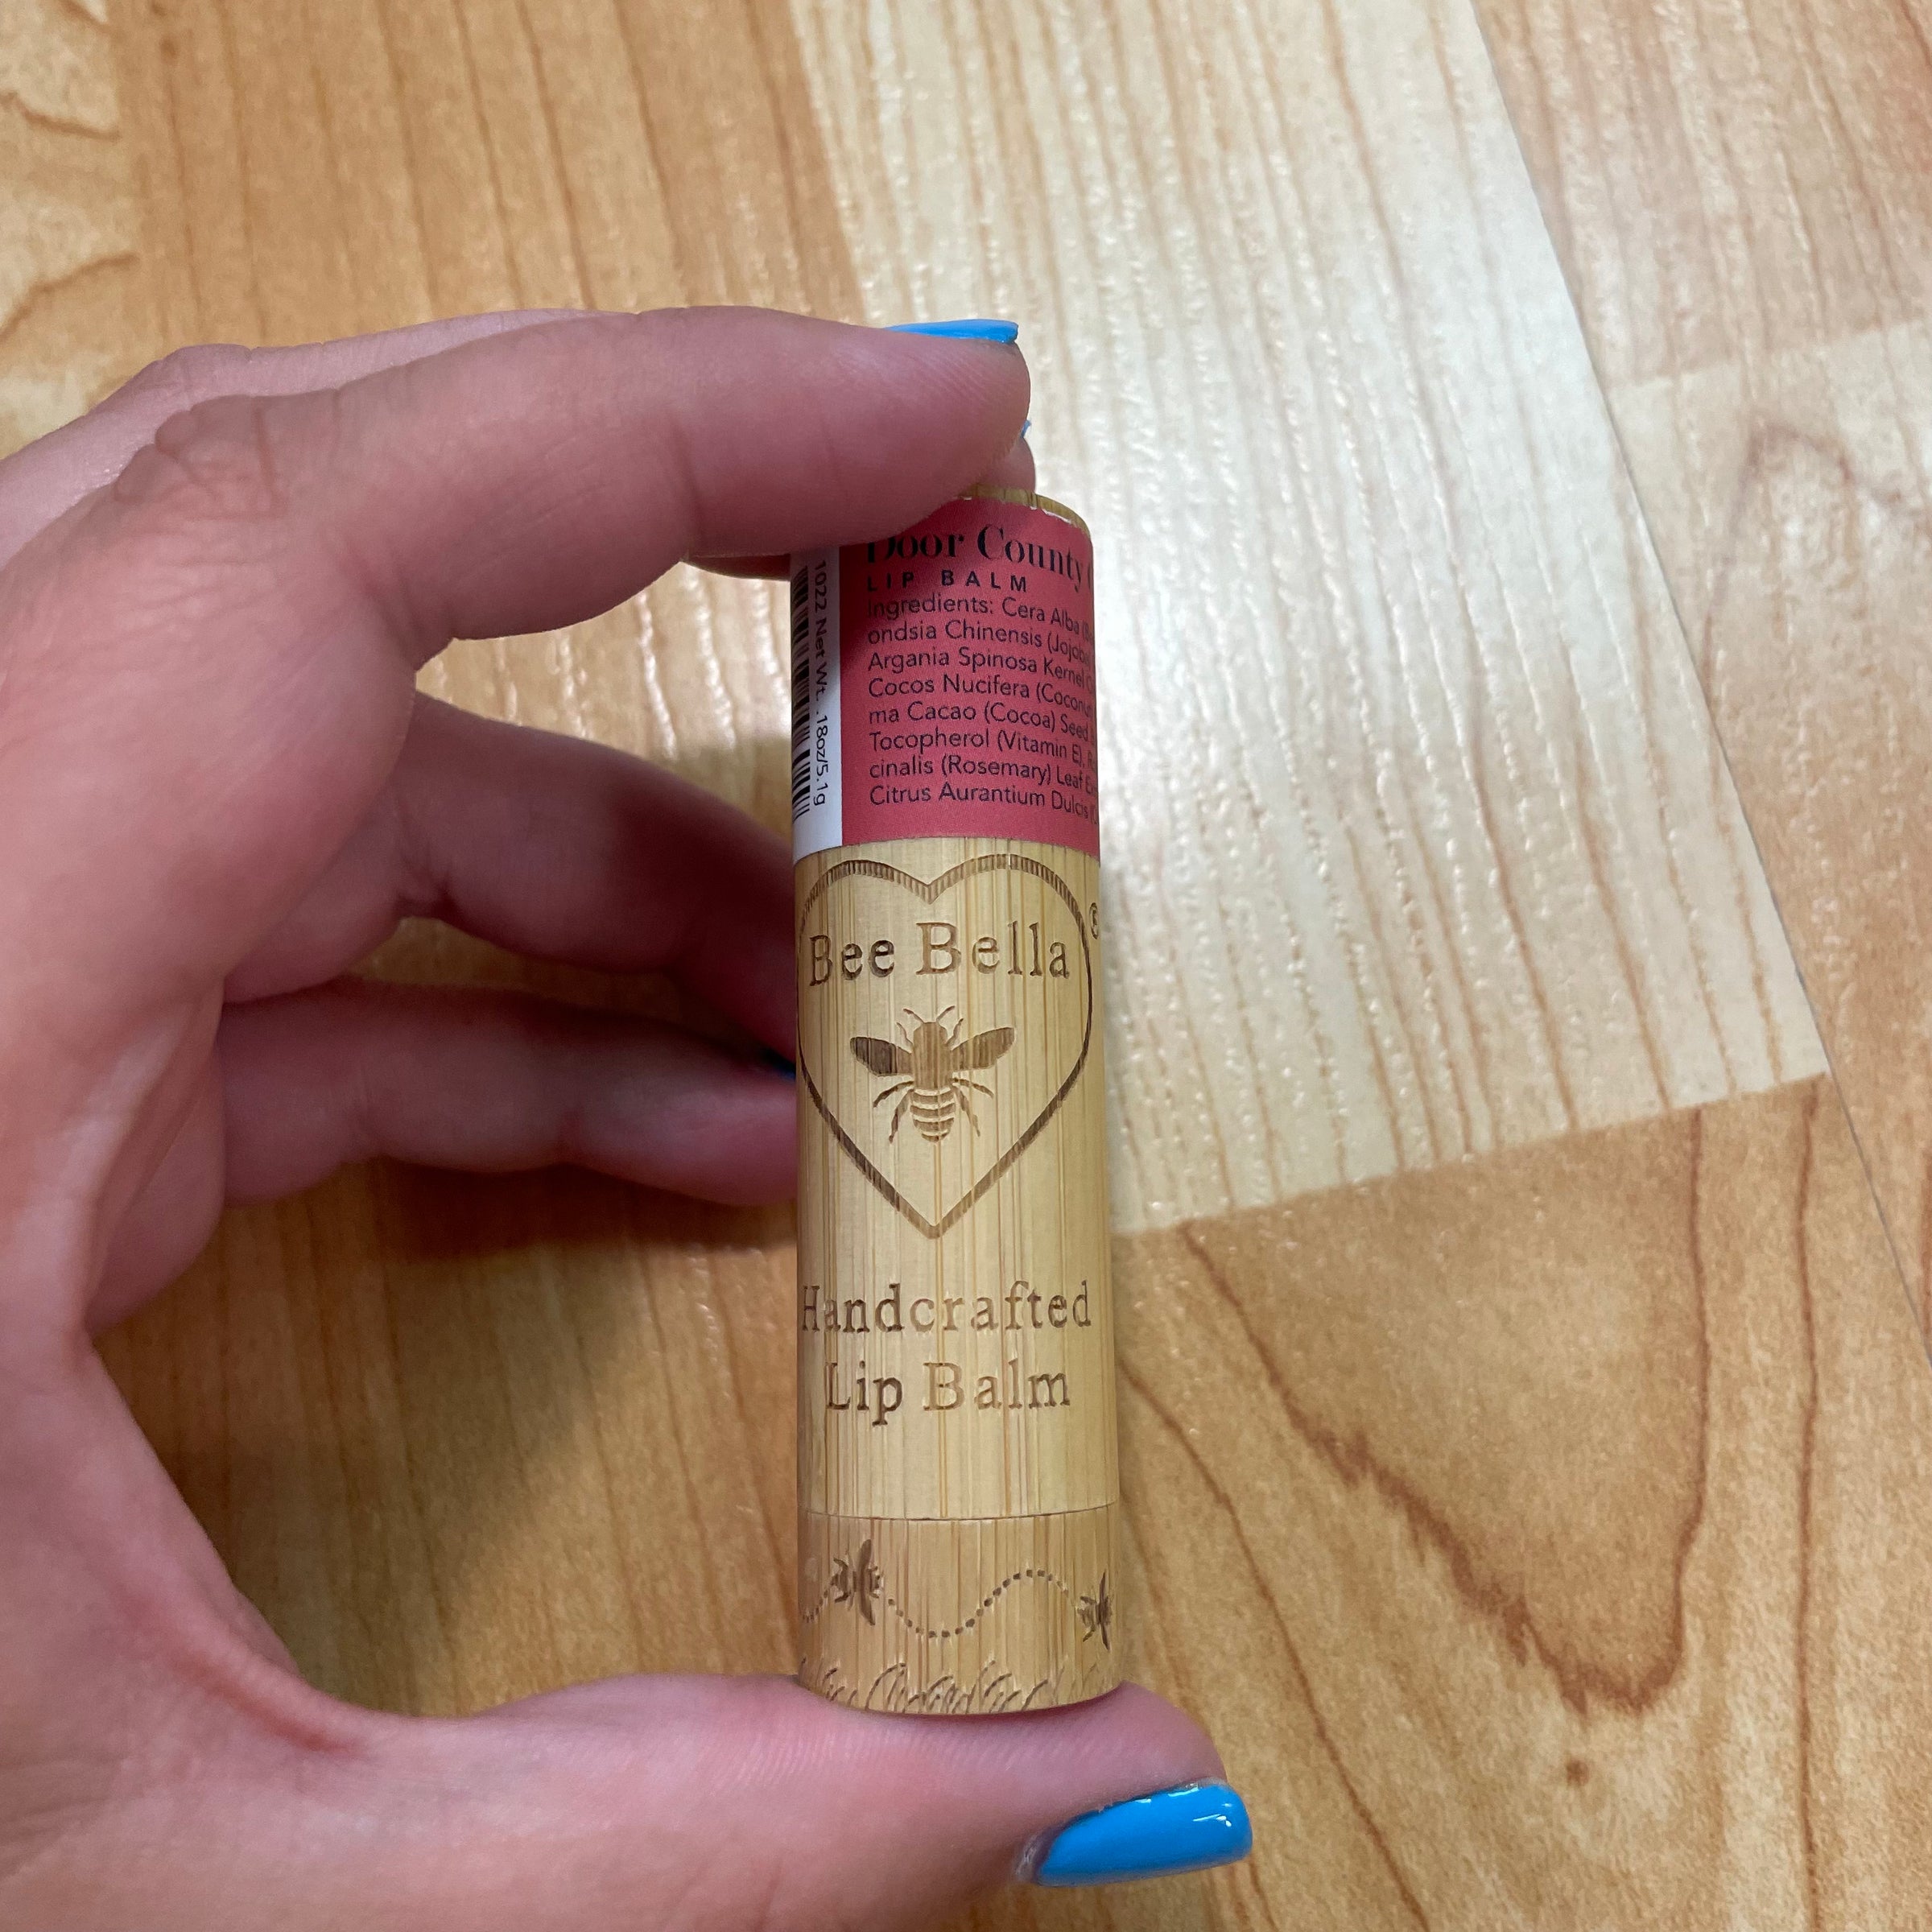 Door County
LIP BALM
Ingredients: Cera Alba
ondsia Chinensis (Jojoba
Argania Spinosa Kernel
Cocos Nucifera (Coconut
ma Cacao (Cocoa) Seed
Tocopherol (Vitamin E),
cinalis (Rosemary) Leaf
Citrus Aurantium Dulcis
1022 Net Wt. .18oz/5.1g
Bee Bella
Handcrafted
Lip Balm